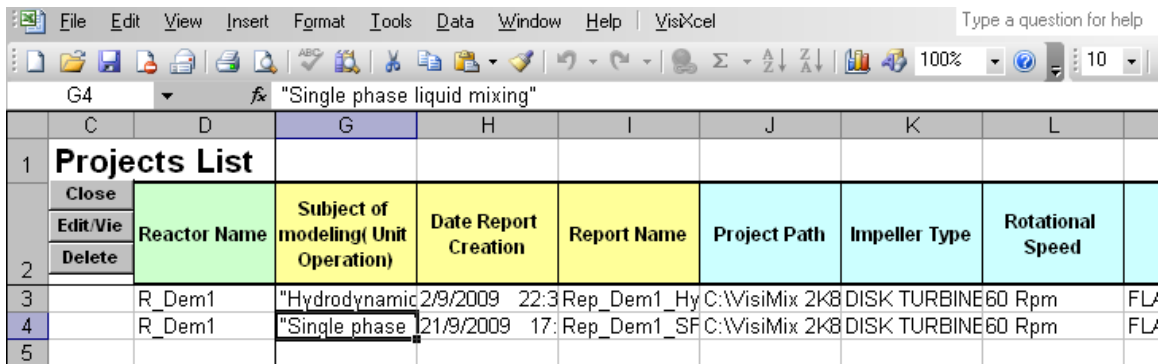 File Edit View Insert Format Tools Data Window Help VisiXcel Type a question for help
ABC Σ A Z Z A 100% 10
G4 fx "Single phase liquid mixing"
C D G H I J K L
1 Projects List
Close
Edit/Vie
Delete
Reactor Name
Subject of
modeling( Unit
Operation)
Date Report
Creation
Report Name
Project Path
Impeller Type
Rotational
Speed
2
3 R_Dem1 "Hydrodynamic 2/9/2009 22:3 Rep_Dem1_Hy C:\VisiMix 2K8 DISK TURBINE 60 Rpm FLA
4 R_Dem1 "Single phase 21/9/2009 17: Rep_Dem1_SF C:\VisiMix 2K8 DISK TURBINE 60 Rpm FLA
5